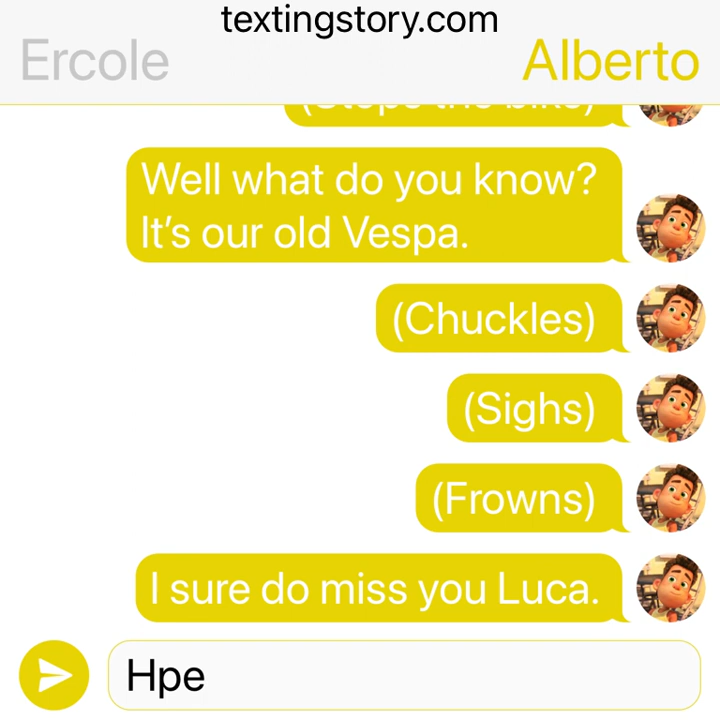 textingstory.com
Ercole
Alberto
Well what do you know?
It's our old Vespa.
(Chuckles)
(Sighs)
(Frowns)
I sure do miss you Luca.
Hpe